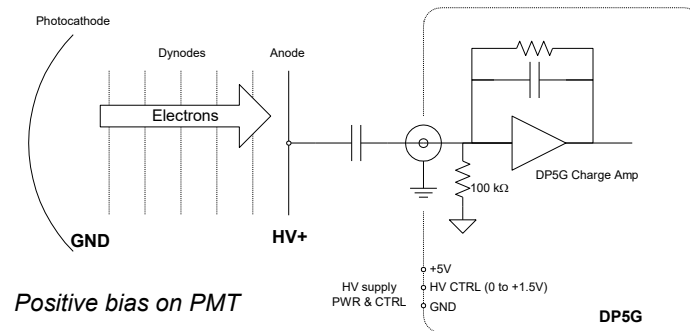 Photocathode
Dynodes
Anode
Electrons
DP5G Charge Amp
100 kΩ
GND
HV+
+5V
HV supply
PWR & CTRL
HV CTRL (0 to +1.5V)
GND
Positive bias on PMT
DP5G